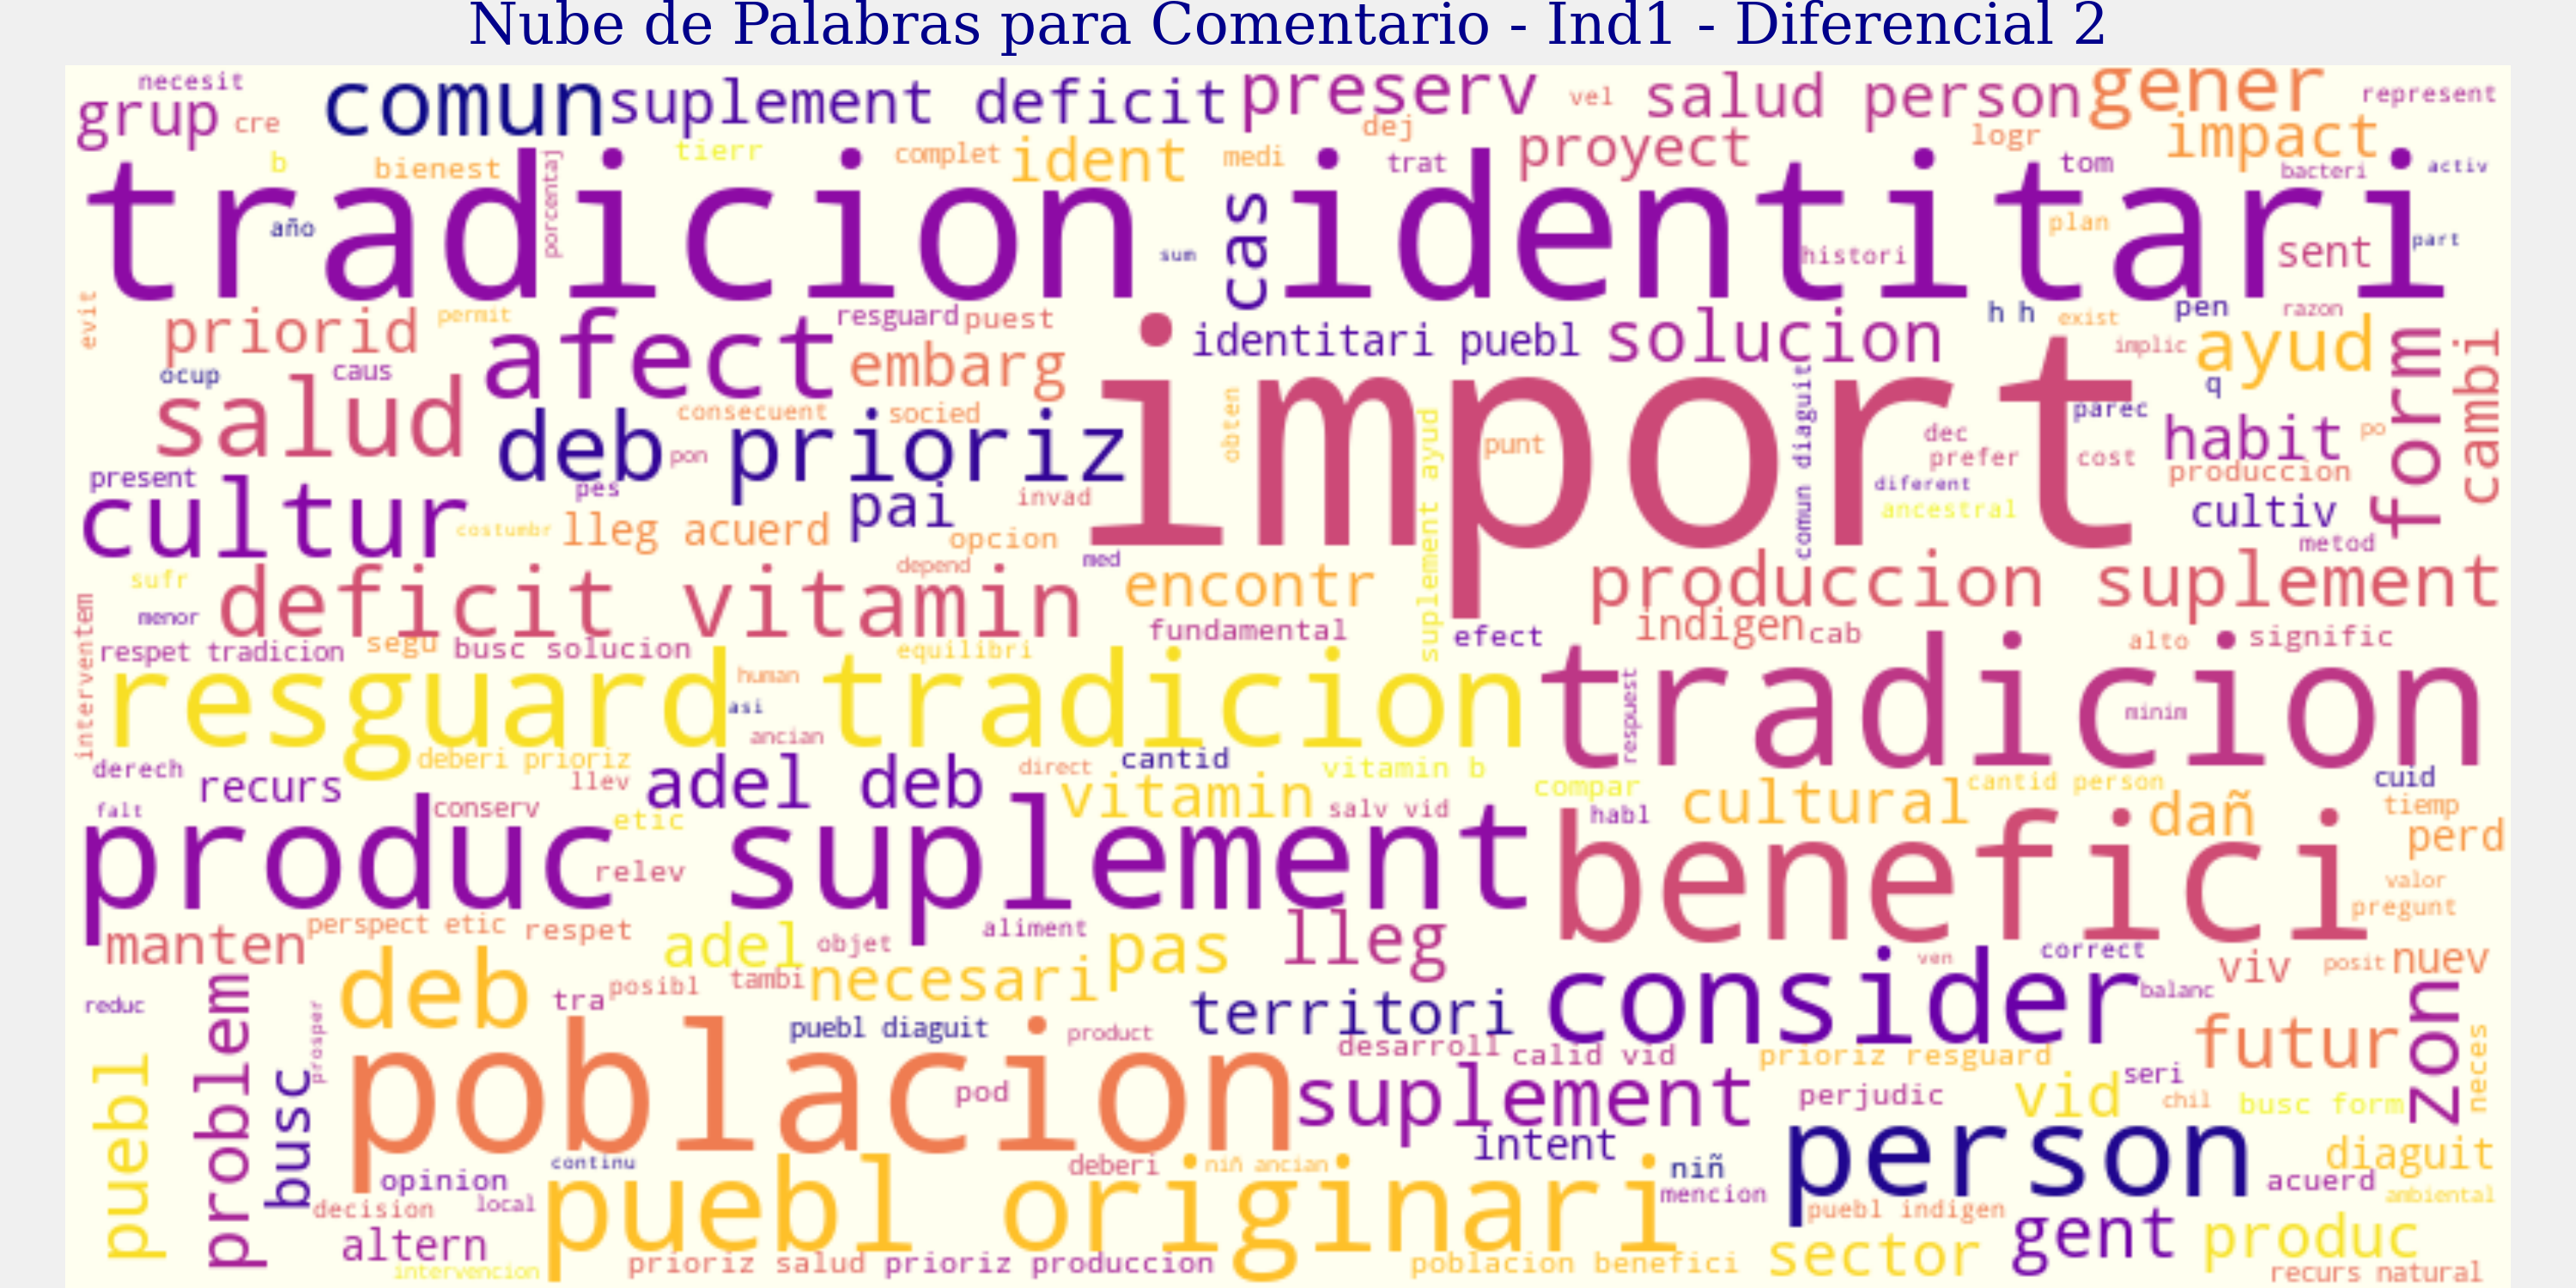 Nube de Palabras para Comentario - Ind1 - Diferencial 2
necesit
grup
cre
comun
suplement deficit
preserv
vel
salud person
gener
represent
dej
b
bienest
tierr
complet
ident
medi
trat
proyect
logr
tom
impact
bacteri
activ
tradicion identitari
porcentaj
año
sum
cas
histori
plan
sent
part
evit
priorid
permit
afect
resguard
puest
embarg
identitari puebl
solucion
h h
exist
pen
razon
implic
ayud
form
cambi
ocup
caus
salud
consecuent
socied
import
obten
suplement ayud
punt
comun diaguit
dec
prefer
parec
q
cost
habit
po
produccion
deb prioriz
pon
present
pes
pai
invad
diferent
ancestral
cultiv
metod
cultur
costumbr
lleg acuerd
opcion
med
depend
sufr
menor
deficit vitamin
encontr
produccion suplement
interventem
respet tradicion
segu
busc solucion
equilibri
fundamental
efect
indigen
cab
alto
signific
resguard tradicion
human
asi
ancian
tradicion
respuest
minim
derech
recurs
deberi prioriz
llev
adel deb
direct
cantid
vitamin b
compar
cantid person
cuid
falt
conserv
etic
vitamin
salv vid
habl
cultural
dañ
tiemp
perd
produc suplement
relev
benefici
valor
pregunt
manten
perspect etic
respet
adel
objet
aliment
pas
lleg
correct
ven
viv
posit
nuev
reduc
problem
prosper
deb
tra
posibl
tambi
necesari
territori
consider
balanc
zon
puebl
busc
poblacion
puebl diaguit
product
pod
desarroll
calid vid
prioriz resguard
futur
neces
suplement
perjudic
vid
seri
chil
busc form
intent
person
diaguit
opinion
continu
deberi
niñ ancian
niñ
mencion
acuerd
ambiental
decision
local
puebl originari
puebl indigen
altern
gent
produc
intervencion
prioriz salud
prioriz produccion
poblacion benefici
sector
recurs natural